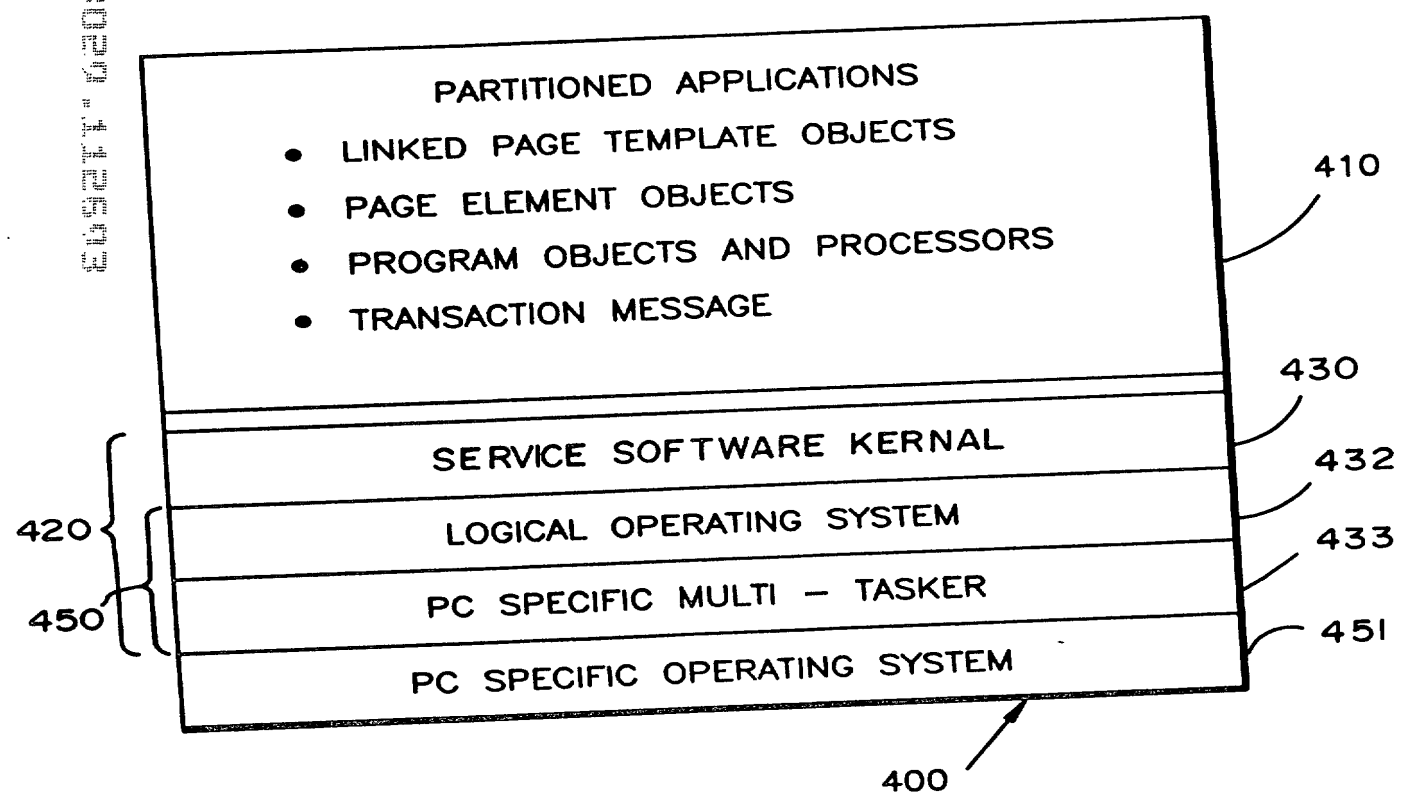 PARTITIONED APPLICATIONS
• LINKED PAGE TEMPLATE OBJECTS
• PAGE ELEMENT OBJECTS
• PROGRAM OBJECTS AND PROCESSORS
• TRANSACTION MESSAGE
410
SERVICE SOFTWARE KERNAL
430
LOGICAL OPERATING SYSTEM
432
420
PC SPECIFIC MULTI – TASKER
433
450
PC SPECIFIC OPERATING SYSTEM
451
400